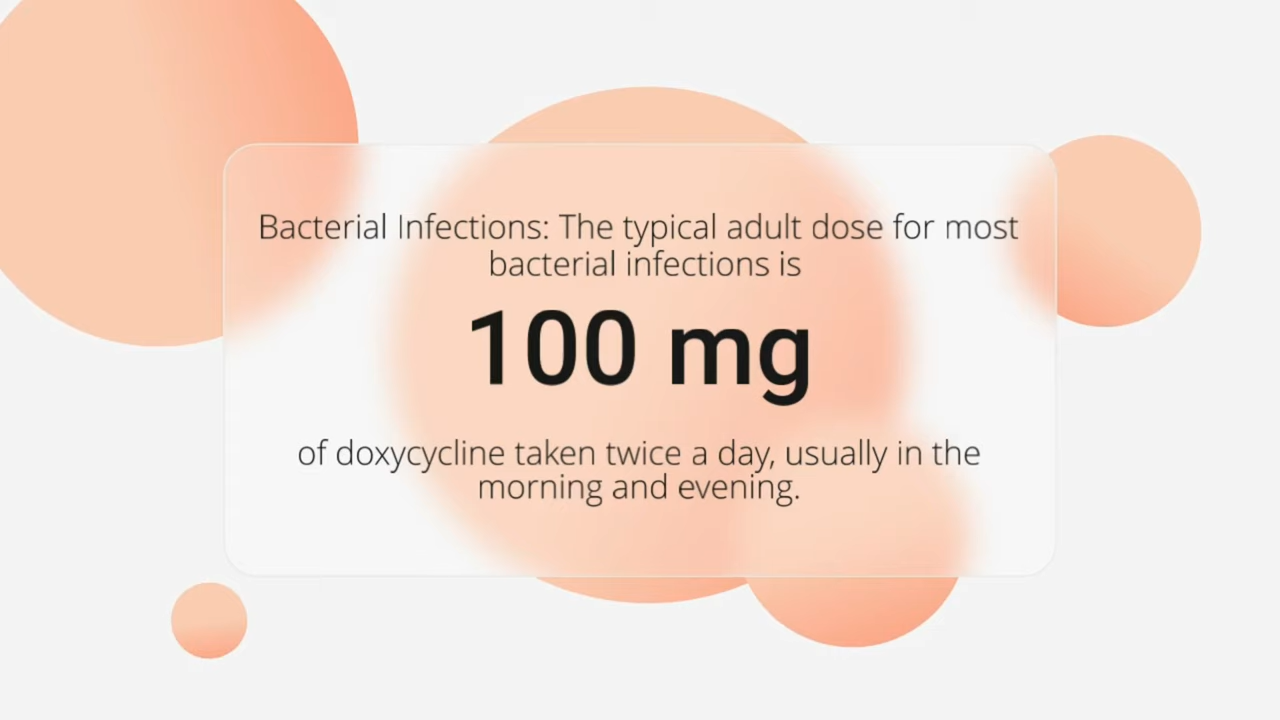 Bacterial Infections: The typical adult dose for most
bacterial infections is
100 mg
of doxycycline taken twice a day, usually in the
morning and evening.